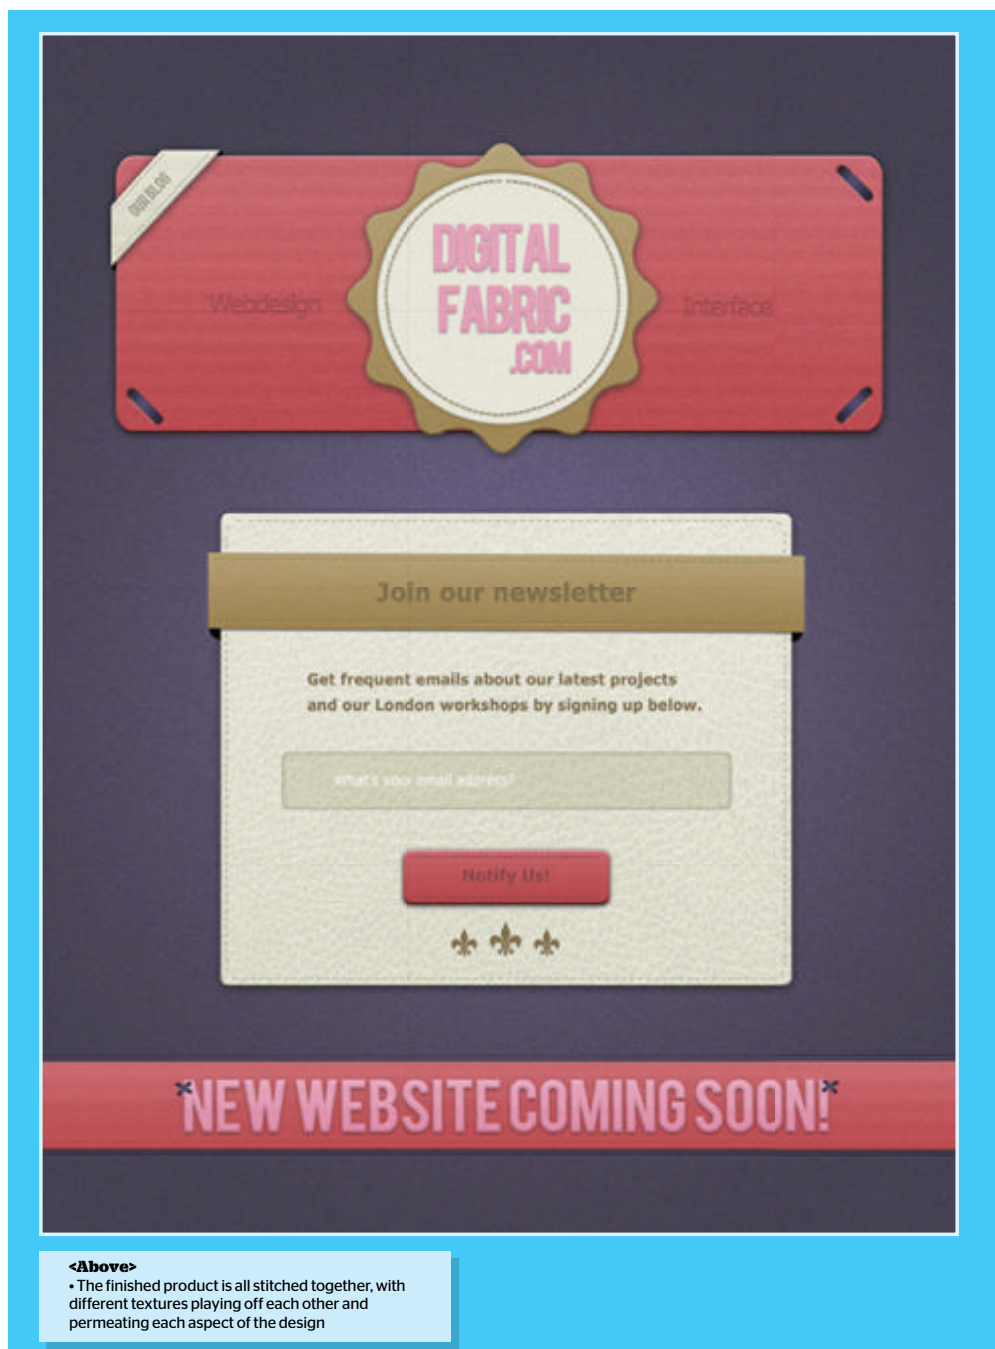 OUR BLOG
Webdesign
DIGITAL
FABRIC
.COM
Interface
Join our newsletter
Get frequent emails about our latest projects
and our London workshops by signing up below.
What's your email address?
Notify Us!
NEW WEBSITE COMING SOON!
<Above>
• The finished product is all stitched together, with
different textures playing off each other and
permeating each aspect of the design